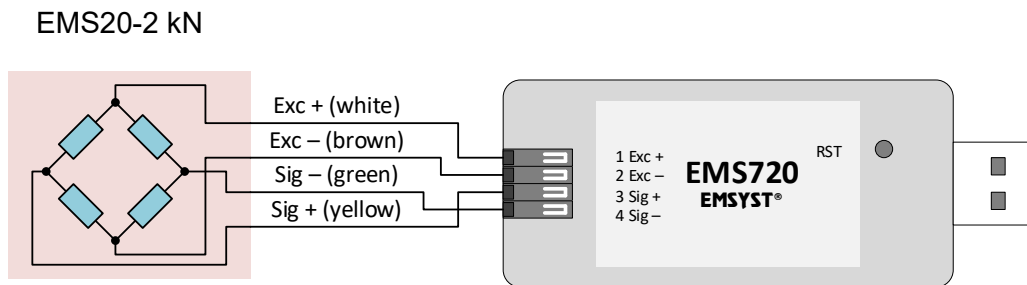 EMS20-2 kN
Exc + (white)
Exc – (brown)
Sig – (green)
Sig + (yellow)
1 Exc +
2 Exc –
3 Sig +
4 Sig –
EMS720
EMSYST®
RST